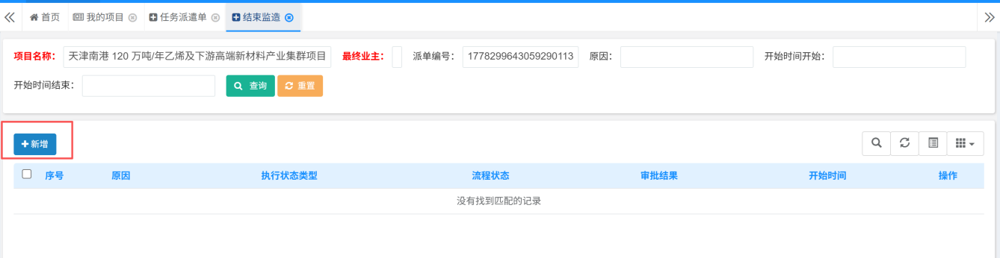 首页 我的项目 任务派遣单 结束监造
项目名称: 天津南港 120 万吨/年乙烯及下游高端新材料产业集群项目 最终业主: 派单编号: 1778299643059290113 原因: 开始时间开始:
开始时间结束: 查询 重置
新增
序号 原因 执行状态类型 流程状态 审批结果 开始时间 操作
没有找到匹配的记录